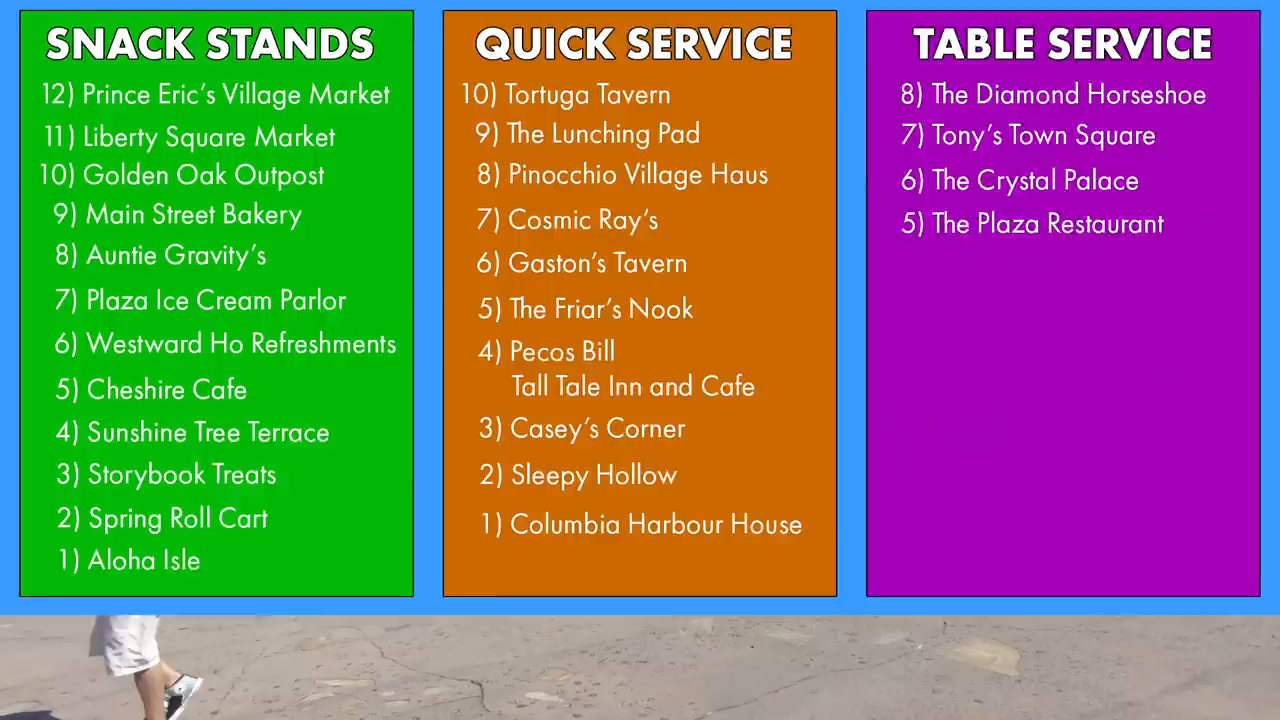 SNACK STANDS
12) Prince Eric's Village Market
11) Liberty Square Market
10) Golden Oak Outpost
9) Main Street Bakery
8) Auntie Gravity's
7) Plaza Ice Cream Parlor
6) Westward Ho Refreshments
5) Cheshire Cafe
4) Sunshine Tree Terrace
3) Storybook Treats
2) Spring Roll Cart
1) Aloha Isle
QUICK SERVICE
10) Tortuga Tavern
9) The Lunching Pad
8) Pinocchio Village Haus
7) Cosmic Ray's
6) Gaston's Tavern
5) The Friar's Nook
4) Pecos Bill
Tall Tale Inn and Cafe
3) Casey's Corner
2) Sleepy Hollow
1) Columbia Harbour House
TABLE SERVICE
8) The Diamond Horseshoe
7) Tony's Town Square
6) The Crystal Palace
5) The Plaza Restaurant